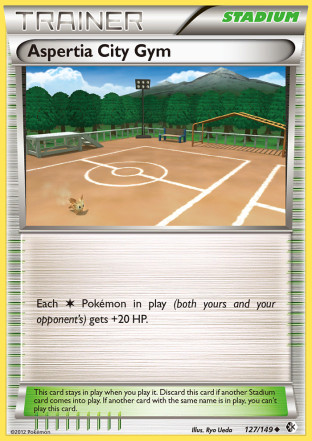 TRAINER STADIUM
Aspertia City Gym
Each Pokémon in play (both yours and your
opponent's) gets +20 HP.
This card stays in play when you play it. Discard this card if another Stadium
card comes into play. If another card with the same name is in play, you can't
play this card.
©2012 Pokémon Illus. Ryo Ueda 127/149